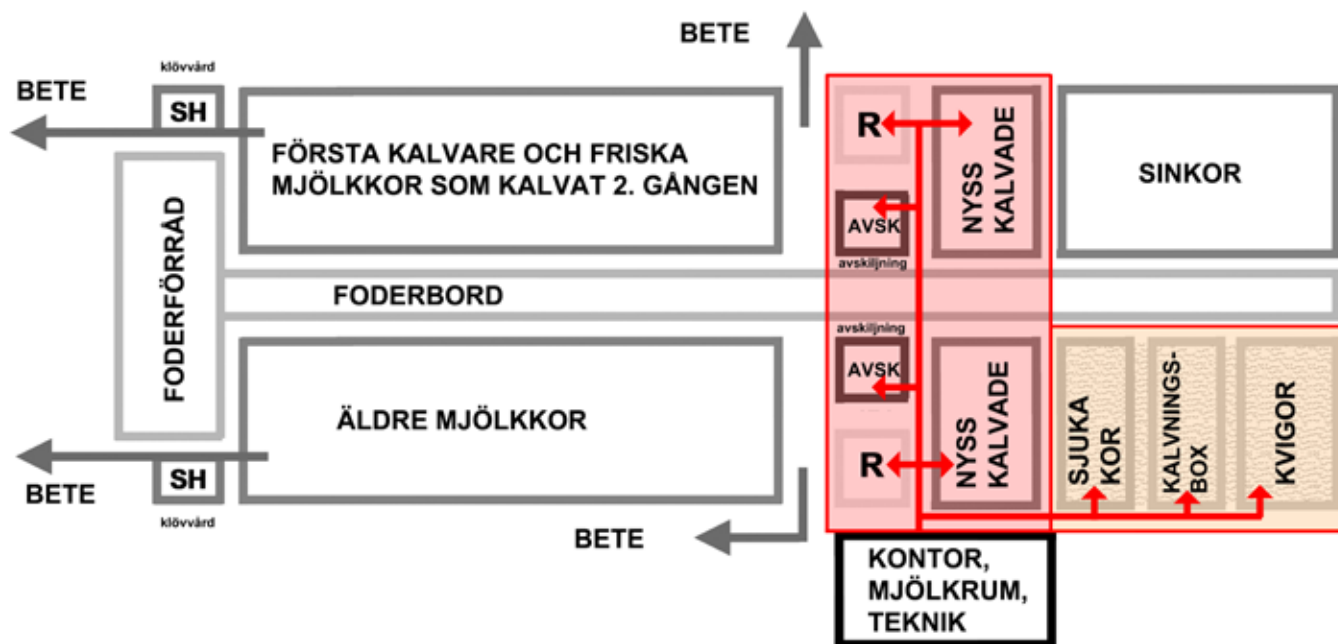 BETE
klövvård
BETE
SH
FÖRSTA KALVARE OCH FRISKA
MJÖLKKOR SOM KALVAT 2. GÅNGEN
R
NYSS
KALVADE
SINKOR
AVSK
avskiljning
FODERFÖRRÅD
FODERBORD
avskiljning
AVSK
ÄLDRE MJÖLKKOR
R
NYSS
KALVADE
SJUKA
KOR
KALVNINGS-
BOX
KVIGOR
BETE
SH
klövvård
BETE
KONTOR,
MJÖLKRUM,
TEKNIK